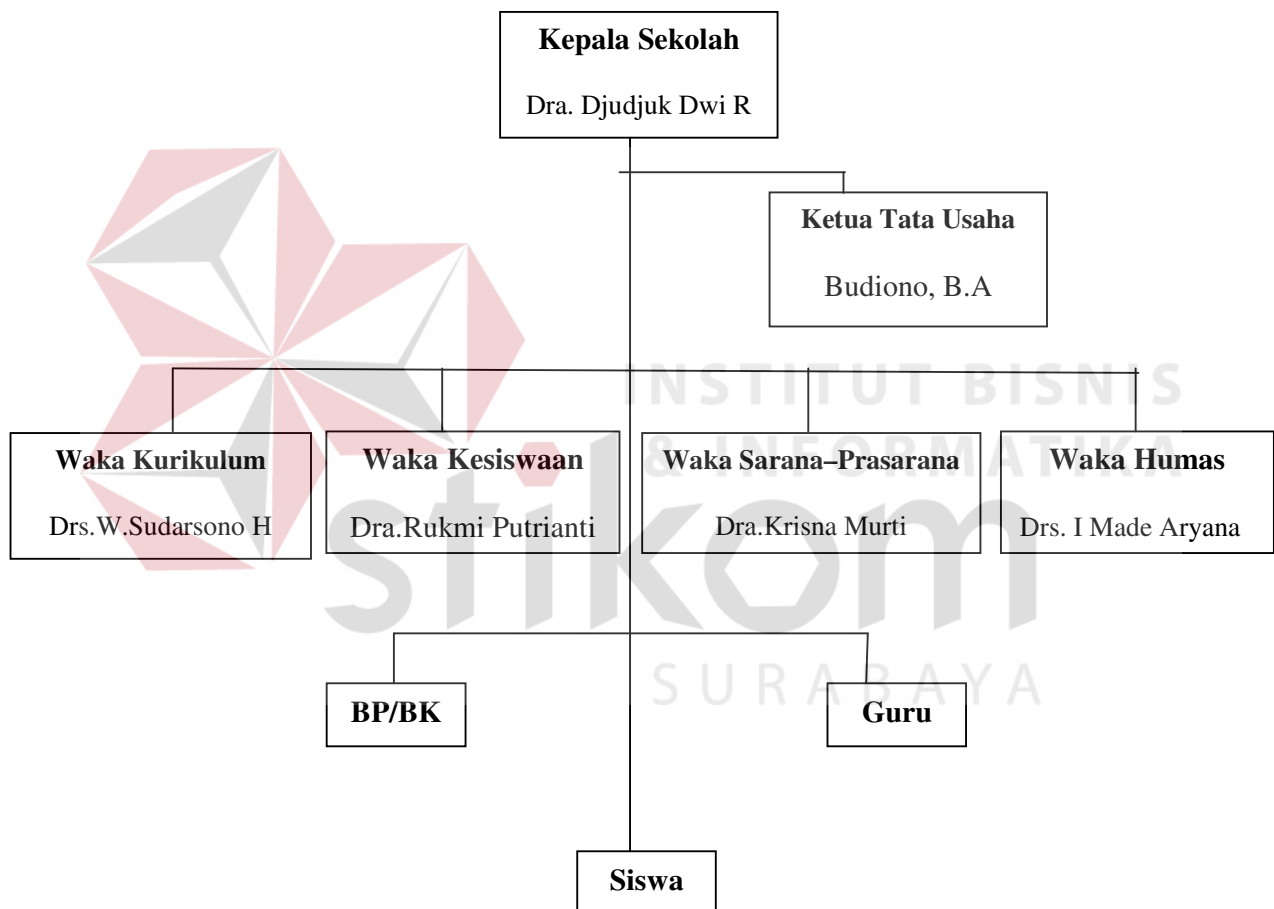 Kepala Sekolah
Dra. Djudjuk Dwi R
Ketua Tata Usaha
Budiono, B.A
INSTITUT BISNIS
& INFORMATIKA
Waka Kurikulum
Drs.W.Sudarsono H
Waka Kesiswaan
Dra.Rukmi Putrianti
Waka Sarana–Prasarana
Dra.Krisna Murti
Waka Humas
Drs. I Made Aryana
stikom
SURABAYA
BP/BK
Guru
Siswa